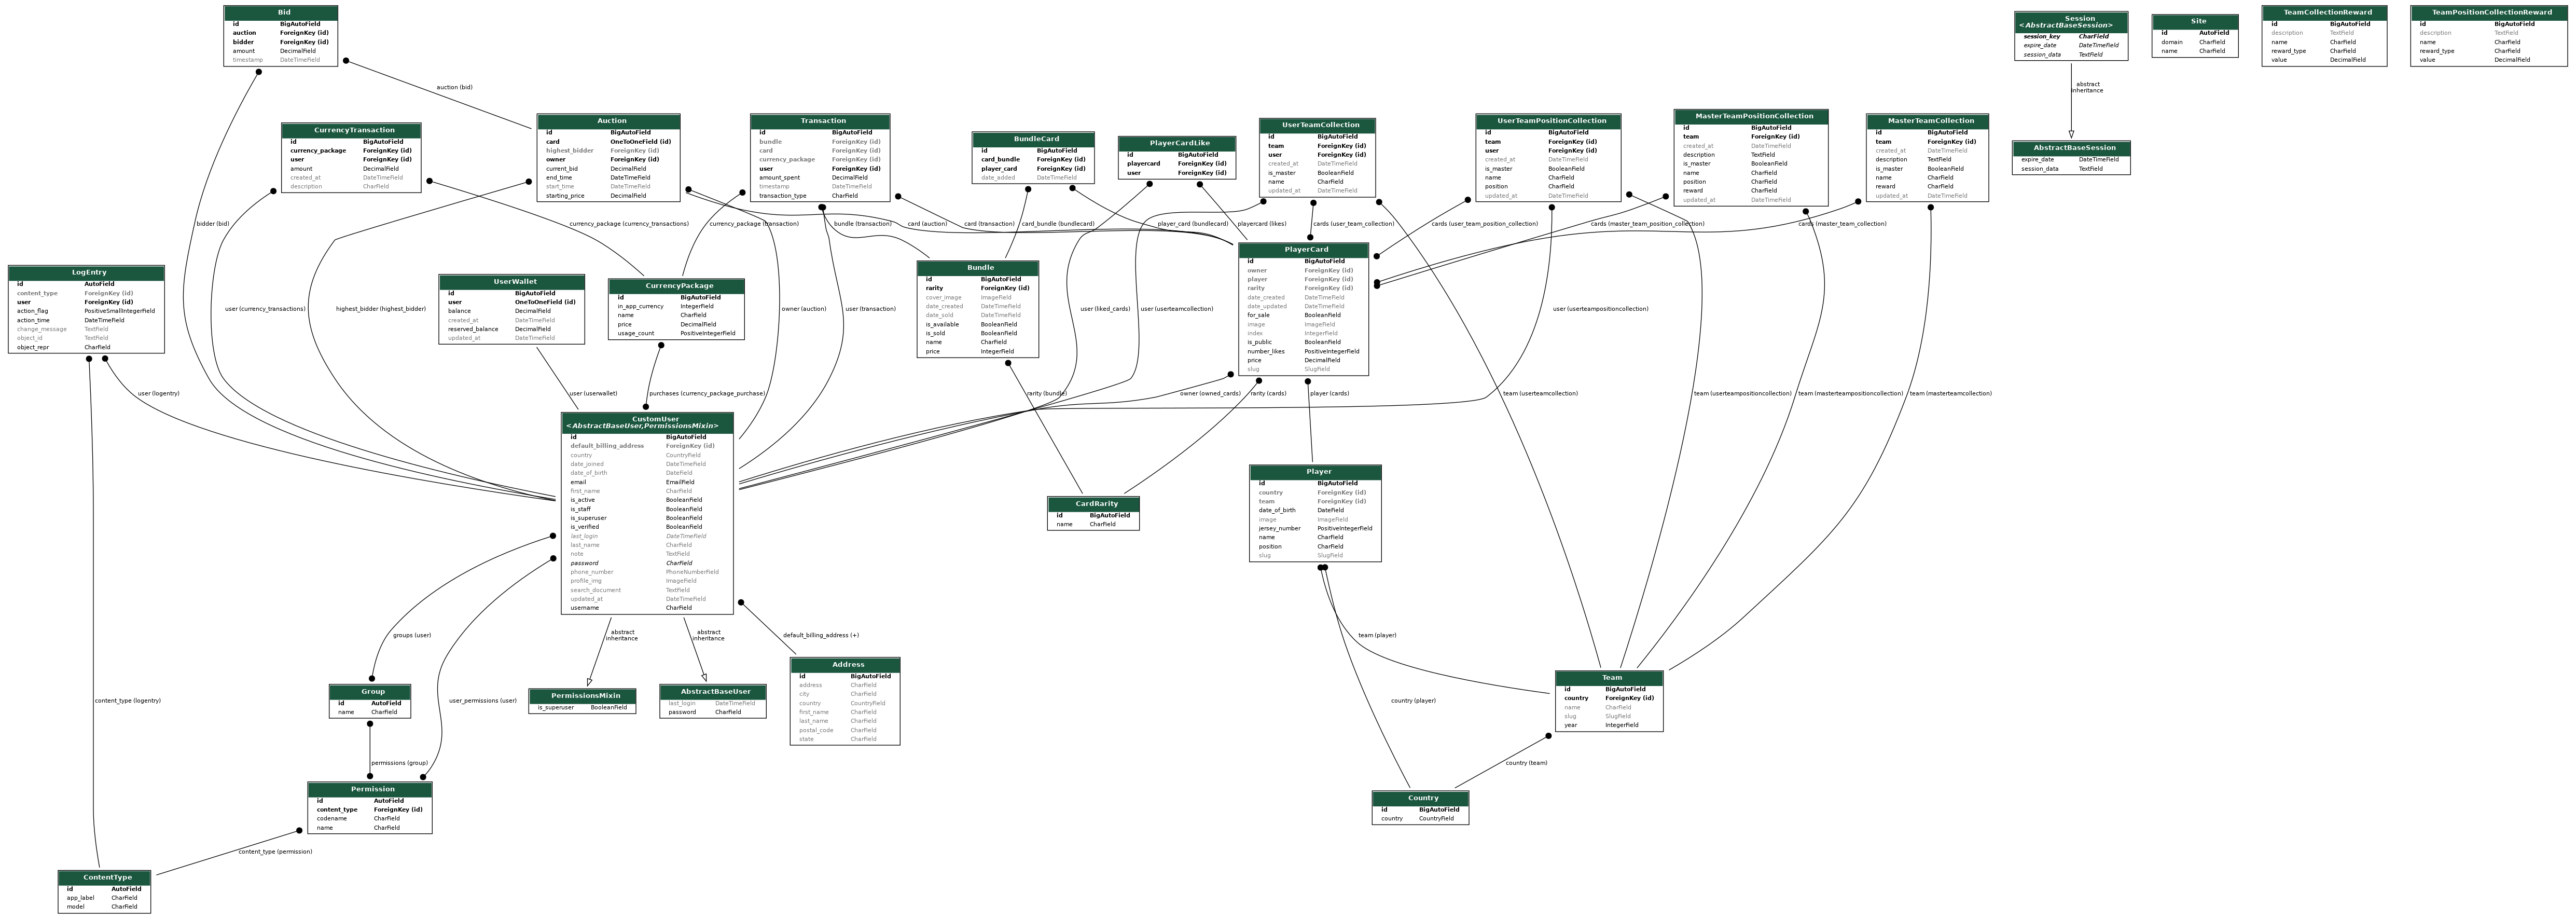 Bid
id BigAutoField
auction ForeignKey (id)
bidder ForeignKey (id)
amount DecimalField
timestamp DateTimeField
Session
<AbstractBaseSession>
session_key CharField
expire_date DateTimeField
session_data TextField
Site
id AutoField
domain CharField
name CharField
TeamCollectionReward
id BigAutoField
description TextField
name CharField
reward_type CharField
value DecimalField
TeamPositionCollectionReward
id BigAutoField
description TextField
name CharField
reward_type CharField
value DecimalField
auction (bid)
abstract
inheritance
CurrencyTransaction
id BigAutoField
currency_package ForeignKey (id)
user ForeignKey (id)
amount DecimalField
created_at DateTimeField
description CharField
Auction
id BigAutoField
card OneToOneField (id)
highest_bidder ForeignKey (id)
owner ForeignKey (id)
current_bid DecimalField
end_time DateTimeField
start_time DateTimeField
starting_price DecimalField
Transaction
id BigAutoField
bundle ForeignKey (id)
card ForeignKey (id)
currency_package ForeignKey (id)
user ForeignKey (id)
amount_spent DecimalField
timestamp DateTimeField
transaction_type CharField
BundleCard
id BigAutoField
card_bundle ForeignKey (id)
player_card ForeignKey (id)
date_added DateTimeField
PlayerCardLike
id BigAutoField
playercard ForeignKey (id)
user ForeignKey (id)
UserTeamCollection
id BigAutoField
team ForeignKey (id)
user ForeignKey (id)
created_at DateTimeField
is_master BooleanField
name CharField
updated_at DateTimeField
UserTeamPositionCollection
id BigAutoField
team ForeignKey (id)
user ForeignKey (id)
created_at DateTimeField
is_master BooleanField
name CharField
position CharField
updated_at DateTimeField
MasterTeamPositionCollection
id BigAutoField
team ForeignKey (id)
created_at DateTimeField
description TextField
is_master BooleanField
name CharField
position CharField
reward CharField
updated_at DateTimeField
MasterTeamCollection
id BigAutoField
team ForeignKey (id)
created_at DateTimeField
description TextField
is_master BooleanField
name CharField
reward CharField
updated_at DateTimeField
AbstractBaseSession
expire_date DateTimeField
session_data TextField
bidder (bid)
currency_package (currency_transactions)
currency_package (transaction)
bundle (transaction)
card (auction)
card (transaction)
card_bundle (bundlecard)
player_card (bundlecard)
playercard (likes)
cards (user_team_collection)
cards (user_team_position_collection)
cards (master_team_position_collection)
cards (master_team_collection)
LogEntry
id AutoField
content_type ForeignKey (id)
user ForeignKey (id)
action_flag PositiveSmallIntegerField
action_time DateTimeField
change_message TextField
object_id TextField
object_repr CharField
UserWallet
id BigAutoField
user OneToOneField (id)
balance DecimalField
created_at DateTimeField
reserved_balance DecimalField
updated_at DateTimeField
CurrencyPackage
id BigAutoField
in_app_currency IntegerField
name CharField
price DecimalField
usage_count PositiveIntegerField
Bundle
id BigAutoField
rarity ForeignKey (id)
cover_image ImageField
date_created DateTimeField
date_sold DateTimeField
is_available BooleanField
is_sold BooleanField
name CharField
price IntegerField
PlayerCard
id BigAutoField
owner ForeignKey (id)
player ForeignKey (id)
rarity ForeignKey (id)
date_created DateTimeField
date_updated DateTimeField
for_sale BooleanField
image ImageField
index IntegerField
is_public BooleanField
number_likes PositiveIntegerField
price DecimalField
slug SlugField
user (currency_transactions)
highest_bidder (highest_bidder)
owner (auction)
user (transaction)
user (liked_cards)
user (userteamcollection)
user (userteampositioncollection)
user (logentry)
user (userwallet)
purchases (currency_package_purchase)
rarity (bundle)
owner (owned_cards)
rarity (cards)
player (cards)
team (userteamcollection)
team (userteampositioncollection)
team (masterteampositioncollection)
team (masterteamcollection)
CustomUser
<AbstractBaseUser,PermissionsMixin>
id BigAutoField
default_billing_address ForeignKey (id)
country CountryField
date_joined DateTimeField
date_of_birth DateField
email EmailField
first_name CharField
is_active BooleanField
is_staff BooleanField
is_superuser BooleanField
is_verified BooleanField
last_login DateTimeField
last_name CharField
note TextField
password CharField
phone_number PhoneNumberField
profile_img ImageField
search_document TextField
updated_at DateTimeField
username CharField
CardRarity
id BigAutoField
name CharField
Player
id BigAutoField
country ForeignKey (id)
team ForeignKey (id)
date_of_birth DateField
image ImageField
jersey_number PositiveIntegerField
name CharField
position CharField
slug SlugField
groups (user)
abstract
inheritance
abstract
inheritance
default_billing_address (+)
team (player)
content_type (logentry)
user_permissions (user)
country (player)
Group
id AutoField
name CharField
PermissionsMixin
is_superuser BooleanField
AbstractBaseUser
last_login DateTimeField
password CharField
Address
id BigAutoField
address CharField
city CharField
country CountryField
first_name CharField
last_name CharField
postal_code CharField
state CharField
Team
id BigAutoField
country ForeignKey (id)
name CharField
slug SlugField
year IntegerField
permissions (group)
country (team)
Permission
id AutoField
content_type ForeignKey (id)
codename CharField
name CharField
Country
id BigAutoField
country CountryField
content_type (permission)
ContentType
id AutoField
app_label CharField
model CharField